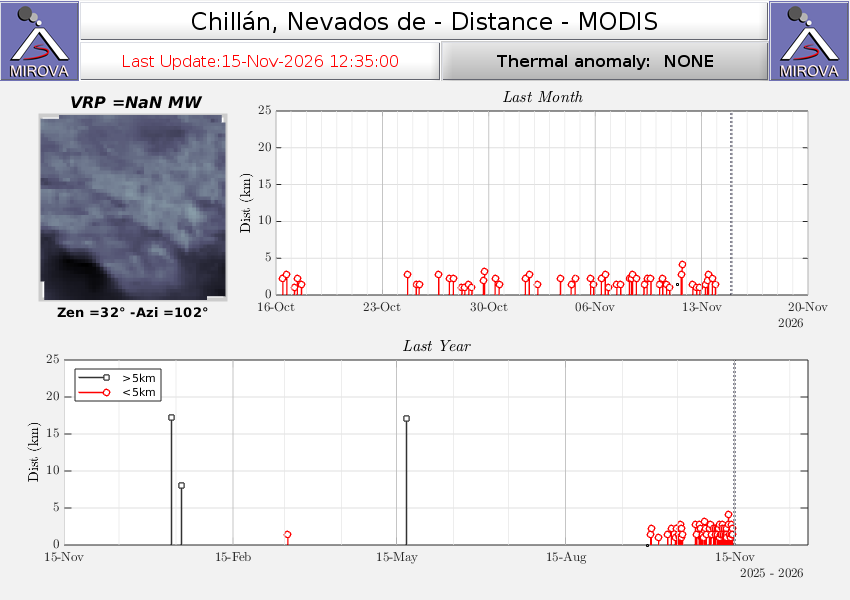 Chillán, Nevados de - Distance - MODIS
MIROVA
Last Update:15-Nov-2026 12:35:00
Thermal anomaly: NONE
MIROVA
VRP =NaN MW
Zen =32° -Azi =102°
Last Month
Dist (km)
25
20
15
10
5
0
16-Oct 23-Oct 30-Oct 06-Nov 13-Nov 20-Nov
2026
Last Year
Dist (km)
25
20
15
10
5
0
>5km
<5km
15-Nov 15-Feb 15-May 15-Aug 15-Nov
2025 - 2026